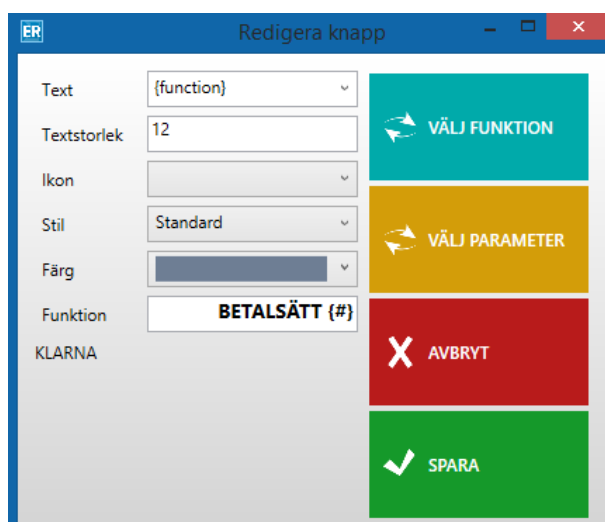 ER Redigera knapp
Text {function}
VÄLJ FUNKTION
Textstorlek 12
Ikon
Stil Standard
VÄLJ PARAMETER
Färg
Funktion BETALSÄTT {#}
KLARNA
AVBRYT
SPARA